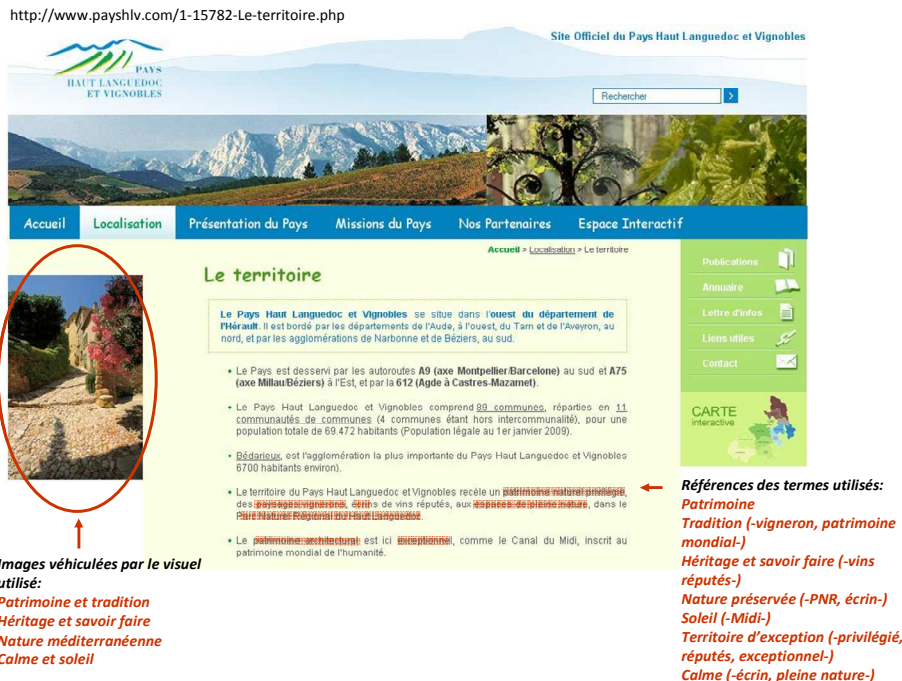 http://www.payshlv.com/1-15782-Le-territoire.php
Site Officiel du Pays Haut Languedoc et Vignobles
PAYS
HAUT LANGUEDOC
ET VIGNOBLES
Rechercher
Accueil Localisation Présentation du Pays Missions du Pays Nos Partenaires Espace Interactif
Accueil > Localisation > Le territoire
Le territoire
Le Pays Haut Languedoc et Vignobles se situe dans l'ouest du département de
l'Hérault. Il est bordé par les départements de l'Aude, à l'ouest, du Tarn et de l'Aveyron, au
nord, et par les agglomérations de Narbonne et de Béziers, au sud.
• Le Pays est desservi par les autoroutes A9 (axe Montpellier/Barcelone) au sud et A75
(axe Millau/Béziers) à l'Est, et par la 612 (Agde à Castres-Mazamet).
• Le Pays Haut Languedoc et Vignobles comprend 99 communes, réparties en 11
communautés de communes (4 communes étant hors intercommunalité), pour une
population totale de 69.472 habitants (Population légale au 1er janvier 2009).
• Bédarieux, est l'agglomération la plus importante du Pays Haut Languedoc et Vignobles
6700 habitants environ).
• Le territoire du Pays Haut Languedoc et Vignobles recèle un patrimoine naturel privilégié,
des paysages vignerons, écrins de vins réputés, aux espaces de pleine nature, dans le
Parc Naturel Régional du Haut Languedoc.
• Le patrimoine architectural est ici exceptionnel, comme le Canal du Midi, inscrit au
patrimoine mondial de l'humanité.
Publications
Annuaire
Lettre d'infos
Liens utiles
Contact
CARTE
interactive
Images véhiculées par le visuel
utilisé:
Patrimoine et tradition
Héritage et savoir faire
Nature méditerranéenne
Calme et soleil
Références des termes utilisés:
Patrimoine
Tradition (-vigneron, patrimoine
mondial-)
Héritage et savoir faire (-vins
réputés-)
Nature préservée (-PNR, écrin-)
Soleil (-Midi-)
Territoire d'exception (-privilégié,
réputés, exceptionnel-)
Calme (-écrin, pleine nature-)